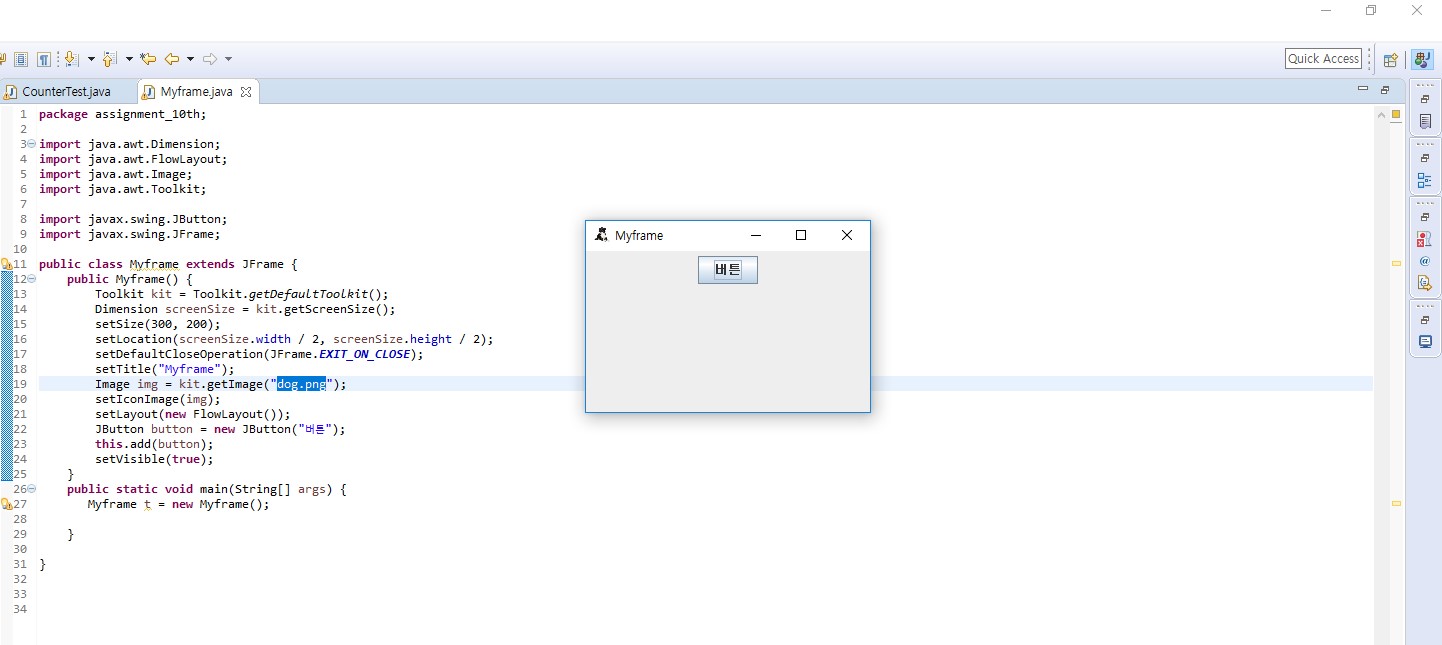 Quick Access
CounterTest.java
Myframe.java
1 package assignment_10th;
2
3 import java.awt.Dimension;
4 import java.awt.FlowLayout;
5 import java.awt.Image;
6 import java.awt.Toolkit;
7
8 import javax.swing.JButton;
9 import javax.swing.JFrame;
10
11 public class Myframe extends JFrame {
12 public Myframe() {
13 Toolkit kit = Toolkit.getDefaultToolkit();
14 Dimension screenSize = kit.getScreenSize();
15 setSize(300, 200);
16 setLocation(screenSize.width / 2, screenSize.height / 2);
17 setDefaultCloseOperation(JFrame.EXIT_ON_CLOSE);
18 setTitle("Myframe");
19 Image img = kit.getImage("dog.png");
20 setIconImage(img);
21 setLayout(new FlowLayout());
22 JButton button = new JButton("버튼");
23 this.add(button);
24 setVisible(true);
25 }
26 public static void main(String[] args) {
27 Myframe t = new Myframe();
28
29 }
30
31 }
32
33
34
Myframe
버튼